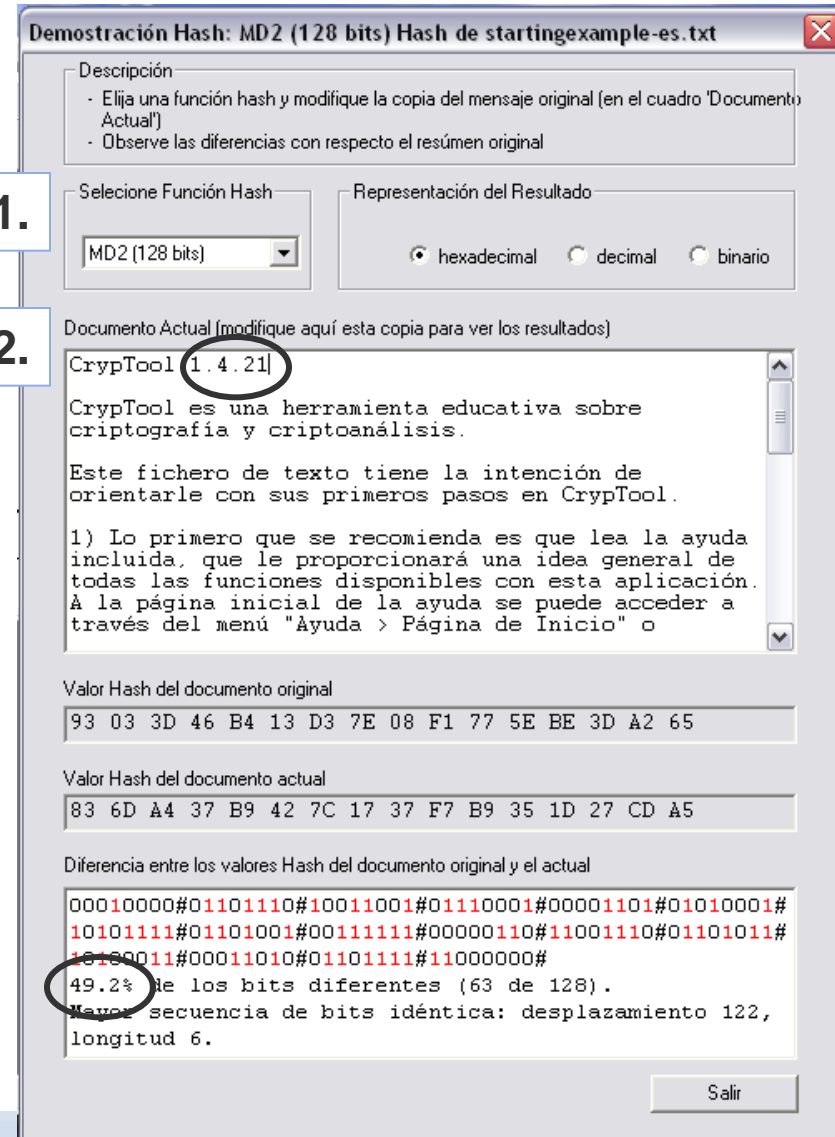 Demostración Hash: MD2 (128 bits) Hash de startingexample-es.txt
Descripción
- Elija una función hash y modifique la copia del mensaje original (en el cuadro 'Documento
Actual')
- Observe las diferencias con respecto el resúmen original
1.
Selecione Función Hash
Representación del Resultado
MD2 (128 bits)
hexadecimal
decimal
binario
2.
Documento Actual (modifique aquí esta copia para ver los resultados)
CrypTool 1.4.21
CrypTool es una herramienta educativa sobre
criptografía y criptoanálisis.
Este fichero de texto tiene la intención de
orientarle con sus primeros pasos en CrypTool.
1) Lo primero que se recomienda es que lea la ayuda
incluida, que le proporcionará una idea general de
todas las funciones disponibles con esta aplicación.
A la página inicial de la ayuda se puede acceder a
través del menú "Ayuda > Página de Inicio" o
Valor Hash del documento original
93 03 3D 46 B4 13 D3 7E 08 F1 77 5E BE 3D A2 65
Valor Hash del documento actual
83 6D A4 37 B9 42 7C 17 37 F7 B9 35 1D 27 CD A5
Diferencia entre los valores Hash del documento original y el actual
00010000#01101110#10011001#01110001#00001101#01010001#
10101111#01101001#00111111#00000110#11001110#01101011#
10100011#00011010#01101111#11000000#
49.2% de los bits diferentes (63 de 128).
Mayor secuencia de bits idéntica: desplazamiento 122,
longitud 6.
Salir